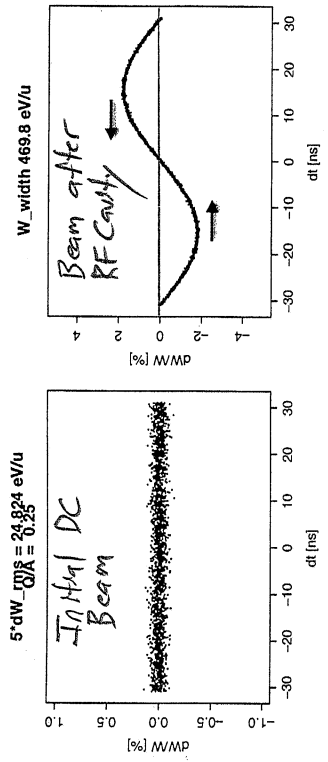 5*dW_rms = 24.824 eV/u
Q/A = 0.25
Initial DC
Beam
dW/W [%]
1.0
0.5
0.0
-0.5
-1.0
-30 -20 -10 0 10 20 30
dt [ns]
W_width 469.8 eV/u
Beam after
RF Cavity
dW/W [%]
4
2
0
-2
-4
-30 -20 -10 0 10 20 30
dt [ns]